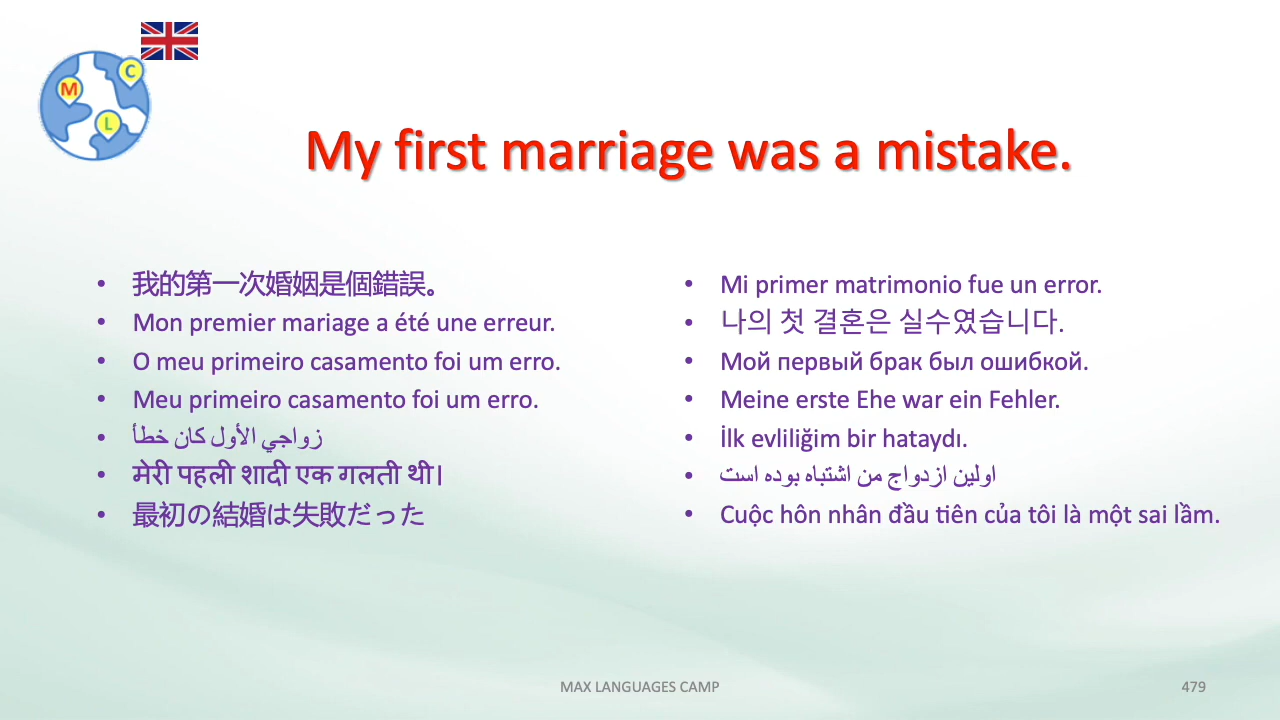 C
M
L
My first marriage was a mistake.
• 我的第一次婚姻是個錯誤。
• Mon premier mariage a été une erreur.
• O meu primeiro casamento foi um erro.
• Meu primeiro casamento foi um erro.
• زواجي الأول كان خطأ
• मेरी पहली शादी एक गलती थी।
• 最初の結婚は失敗だった
• Mi primer matrimonio fue un error.
• 나의 첫 결혼은 실수였습니다.
• Мой первый брак был ошибкой.
• Meine erste Ehe war ein Fehler.
• İlk evliliğim bir hataydı.
• اولین ازدواج من اشتباه بوده است
• Cuộc hôn nhân đầu tiên của tôi là một sai lầm.
MAX LANGUAGES CAMP
479